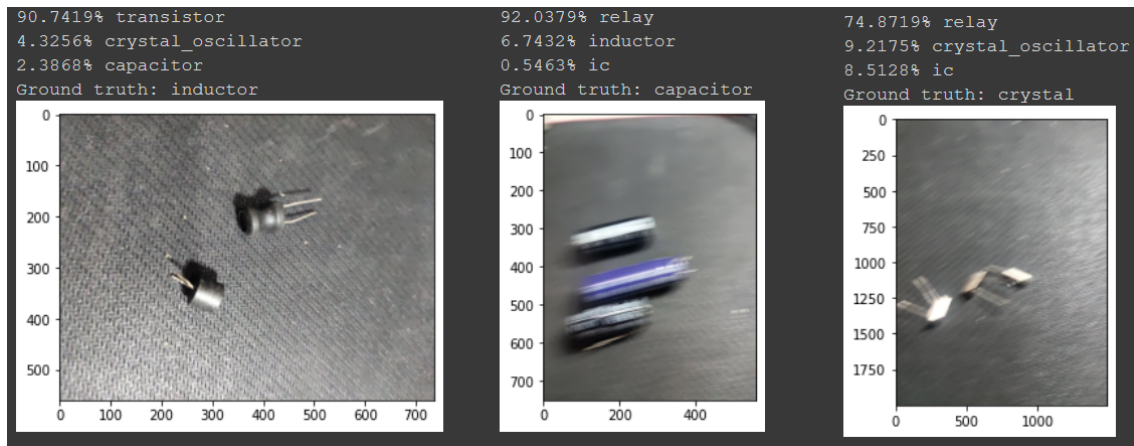 90.7419% transistor
4.3256% crystal_oscillator
2.3868% capacitor
Ground truth: inductor
0
100
200
300
400
500
0 100 200 300 400 500 600 700
92.0379% relay
6.7432% inductor
0.5463% ic
Ground truth: capacitor
0
100
200
300
400
500
600
700
0 200 400
74.8719% relay
9.2175% crystal_oscillator
8.5128% ic
Ground truth: crystal
0
250
500
750
1000
1250
1500
1750
0 500 1000